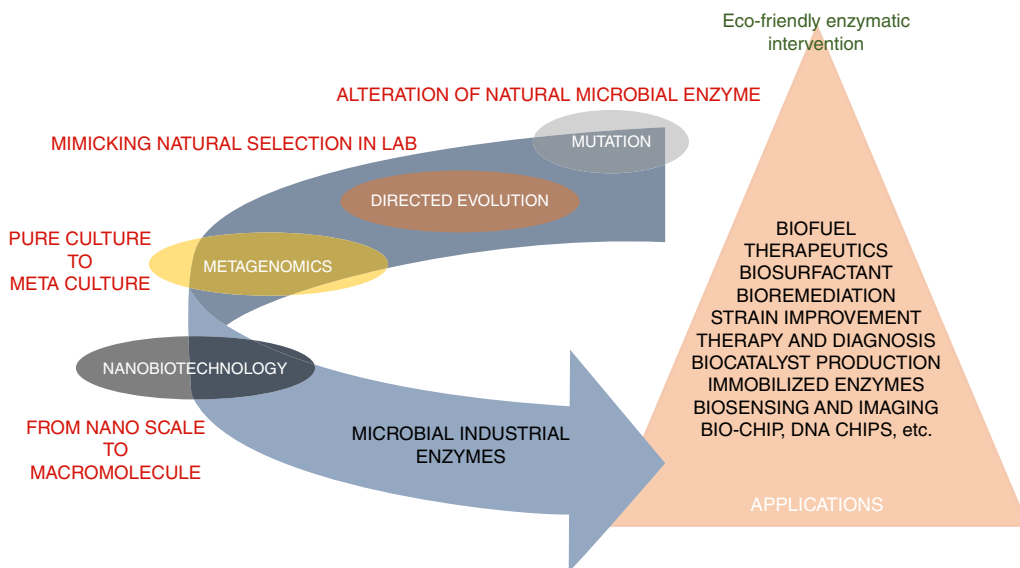 Eco-friendly enzymatic
intervention
ALTERATION OF NATURAL MICROBIAL ENZYME
MUTATION
MIMICKING NATURAL SELECTION IN LAB
DIRECTED EVOLUTION
PURE CULTURE
TO
META CULTURE
METAGENOMICS
NANOBIOTECHNOLOGY
FROM NANO SCALE
TO
MACROMOLECULE
MICROBIAL INDUSTRIAL
ENZYMES
BIOFUEL
THERAPEUTICS
BIOSURFACTANT
BIOREMEDIATION
STRAIN IMPROVEMENT
THERAPY AND DIAGNOSIS
BIOCATALYST PRODUCTION
IMMOBILIZED ENZYMES
BIOSENSING AND IMAGING
BIO-CHIP, DNA CHIPS, etc.
APPLICATIONS